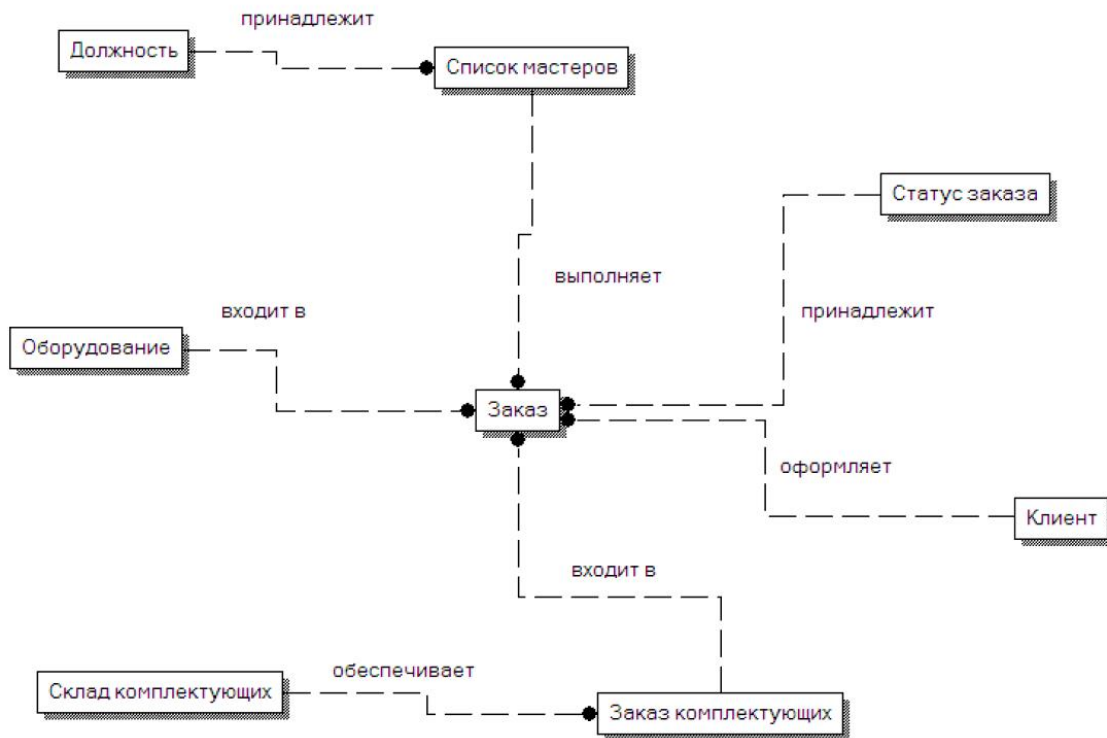 принадлежит
Должность
Список мастеров
Статус заказа
выполняет
входит в
принадлежит
Оборудование
Заказ
оформляет
Клиент
входит в
обеспечивает
Склад комплектующих
Заказ комплектующих